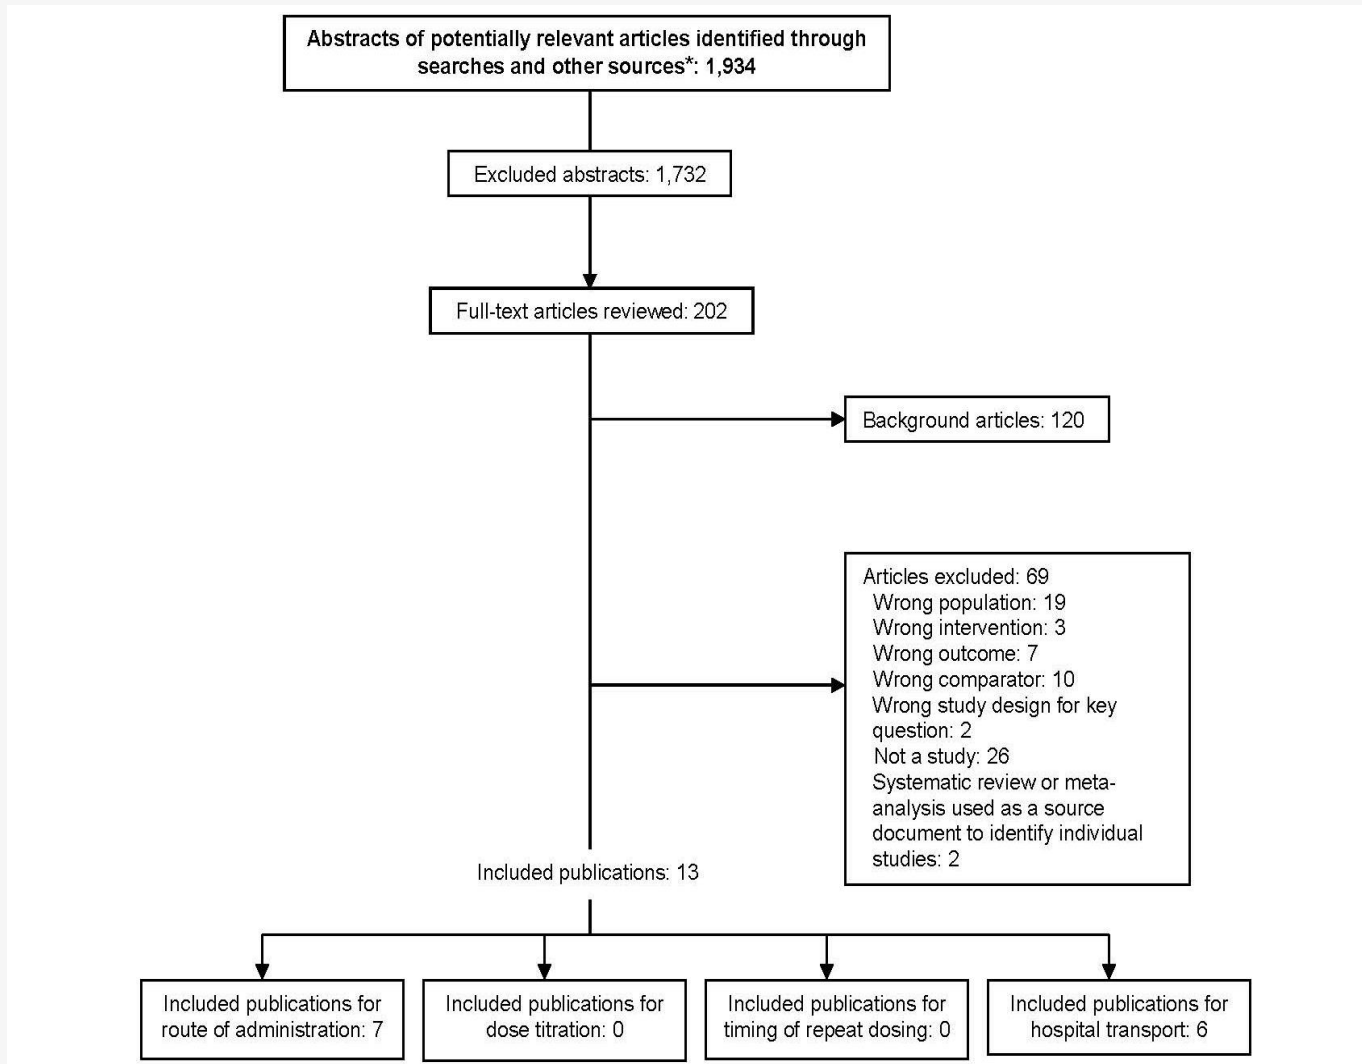 Abstracts of potentially relevant articles identified through
searches and other sources*: 1,934
Excluded abstracts: 1,732
Full-text articles reviewed: 202
Background articles: 120
Articles excluded: 69
Wrong population: 19
Wrong intervention: 3
Wrong outcome: 7
Wrong comparator: 10
Wrong study design for key
question: 2
Not a study: 26
Systematic review or meta-
analysis used as a source
document to identify individual
studies: 2
Included publications: 13
Included publications for
route of administration: 7
Included publications for
dose titration: 0
Included publications for
timing of repeat dosing: 0
Included publications for
hospital transport: 6